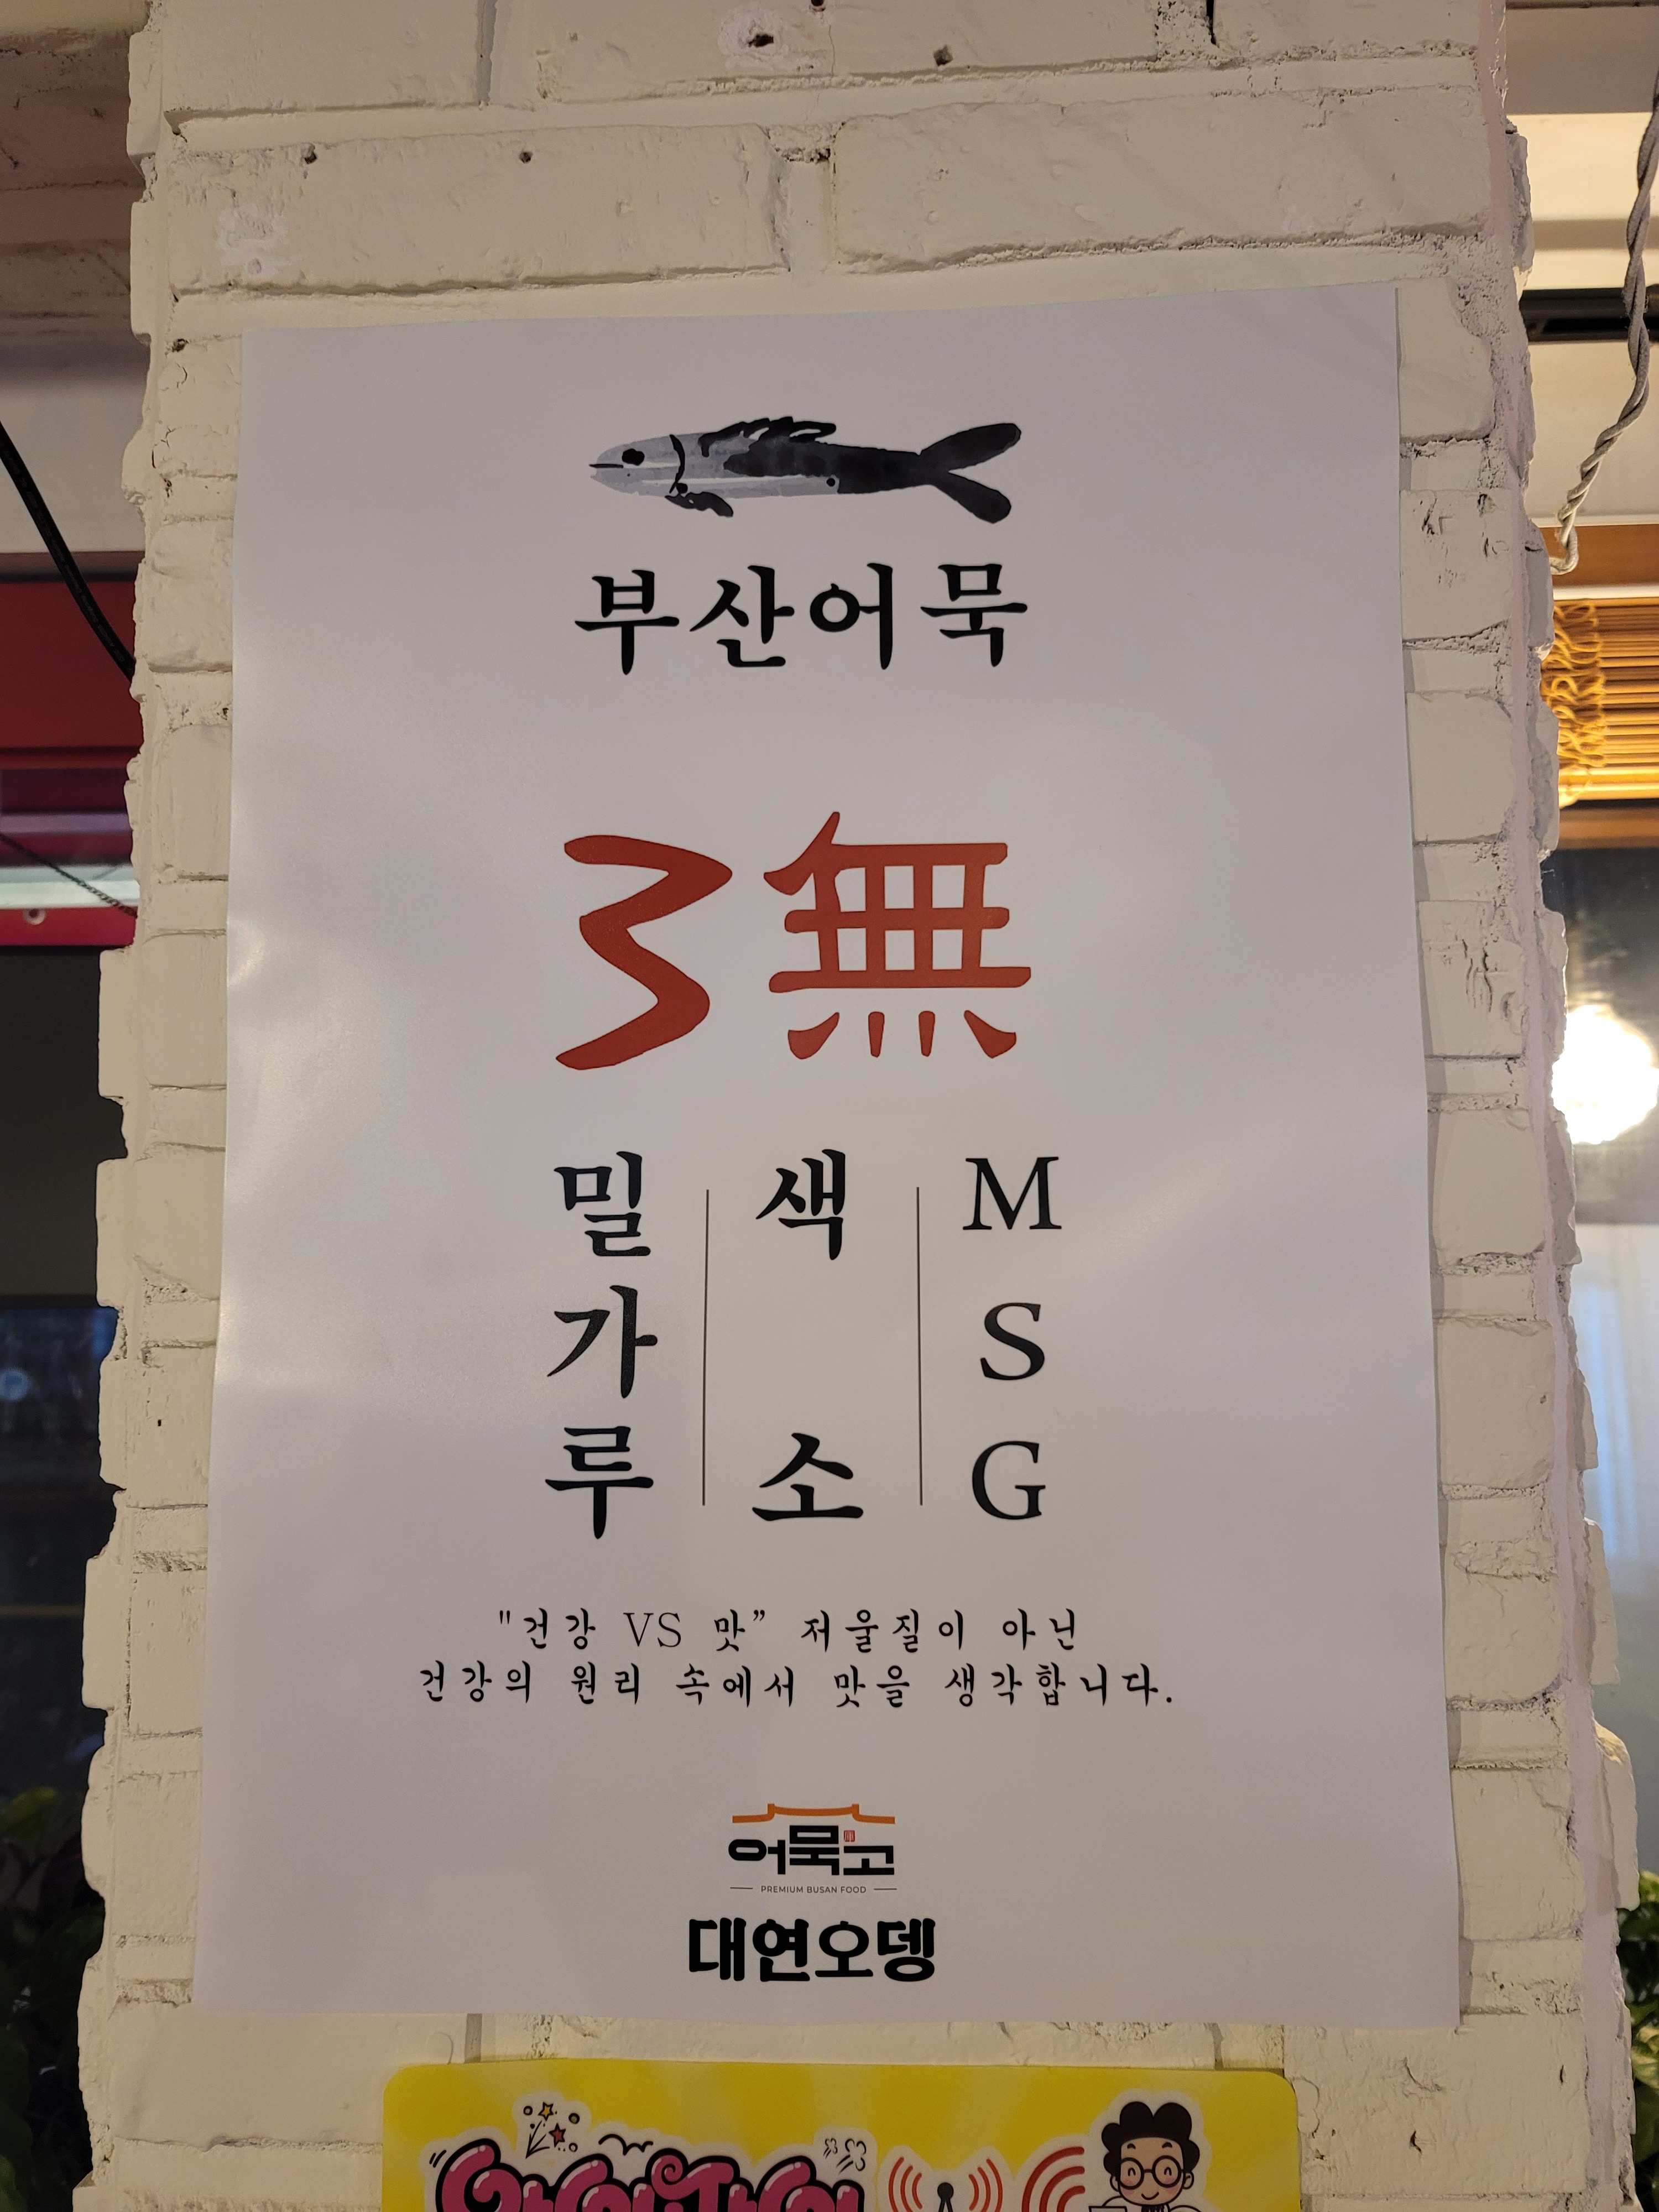 부산어묵
3無
밀가루
색소
MSG
"건강 VS 맛" 저울질이 아닌
건강의 원리 속에서 맛을 생각합니다.
어묵고
PREMIUM BUSAN FOOD
대연오뎅